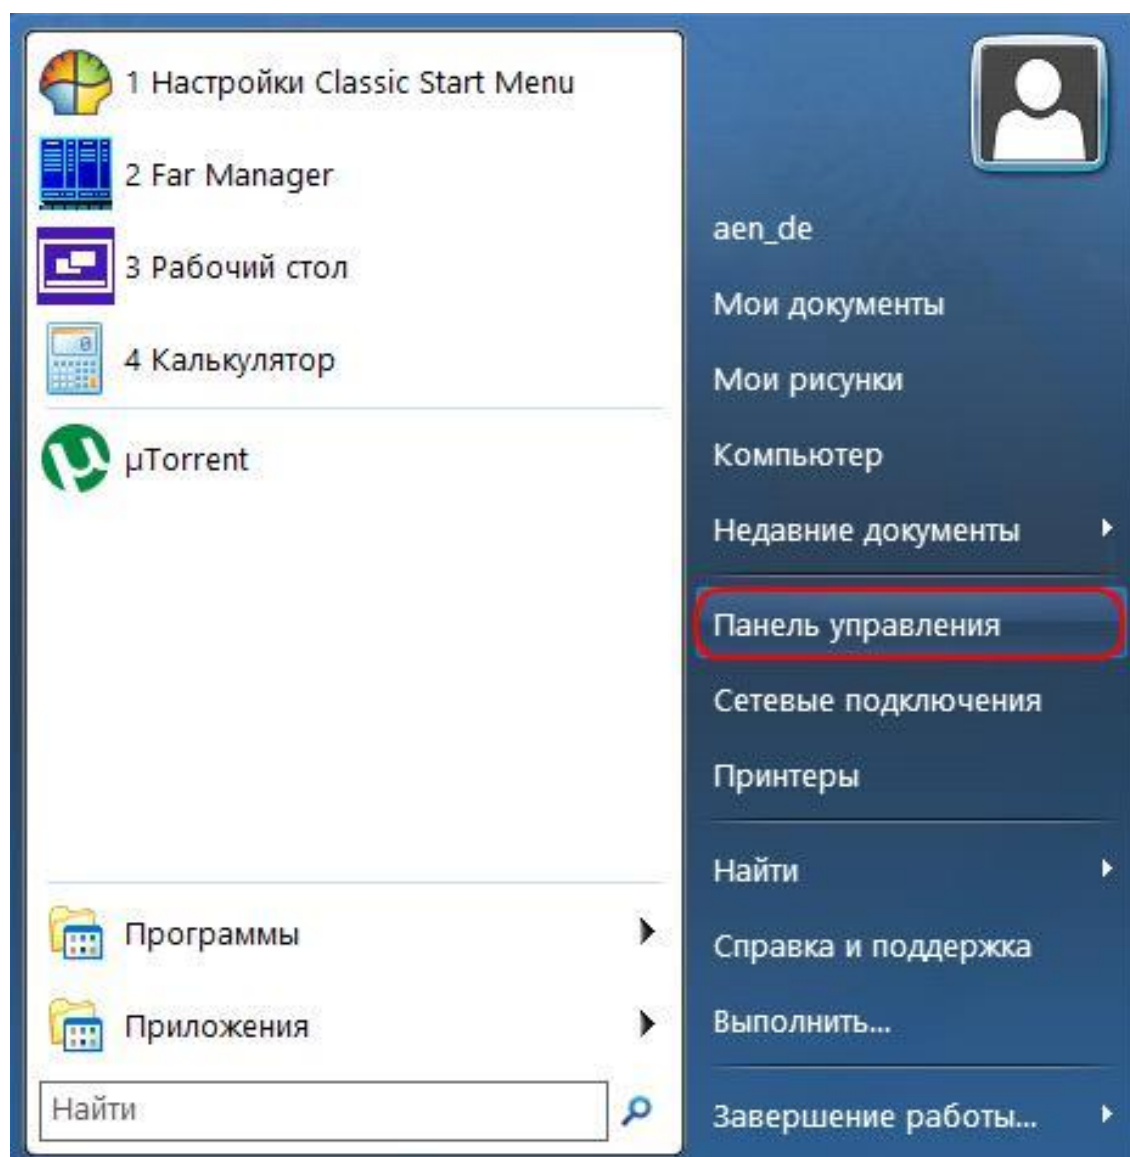 1 Настройки Classic Start Menu
2 Far Manager
3 Рабочий стол
4 Калькулятор
µTorrent
Программы
Приложения
Найти
aen_de
Мои документы
Мои рисунки
Компьютер
Недавние документы
Панель управления
Сетевые подключения
Принтеры
Найти
Справка и поддержка
Выполнить...
Завершение работы...